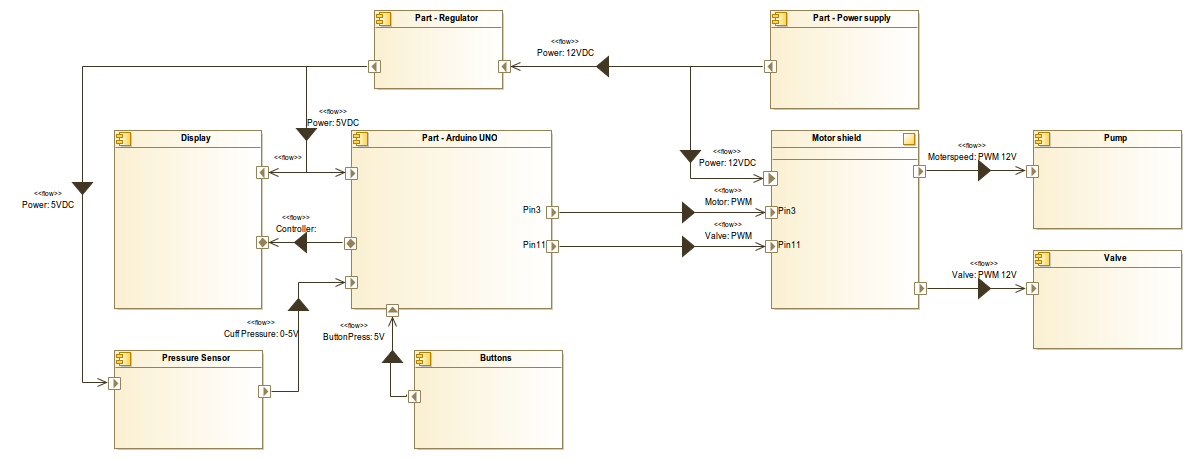 Part - Regulator
Part - Power supply
<<flow>>
Power: 12VDC
<<flow>>
Power: 5VDC
Display
Part - Arduino UNO
Motor shield
Pump
<<flow>>
<<flow>>
Power: 12VDC
<<flow>>
Moterspeed: PWM 12V
<<flow>>
Power: 5VDC
<<flow>>
Motor: PWM
Pin3
Pin3
<<flow>>
Controller:
<<flow>>
Valve: PWM
Pin11
Pin11
Valve
<<flow>>
Valve: PWM 12V
<<flow>>
Cuff Pressure: 0-5V
<<flow>>
ButtonPress: 5V
Pressure Sensor
Buttons